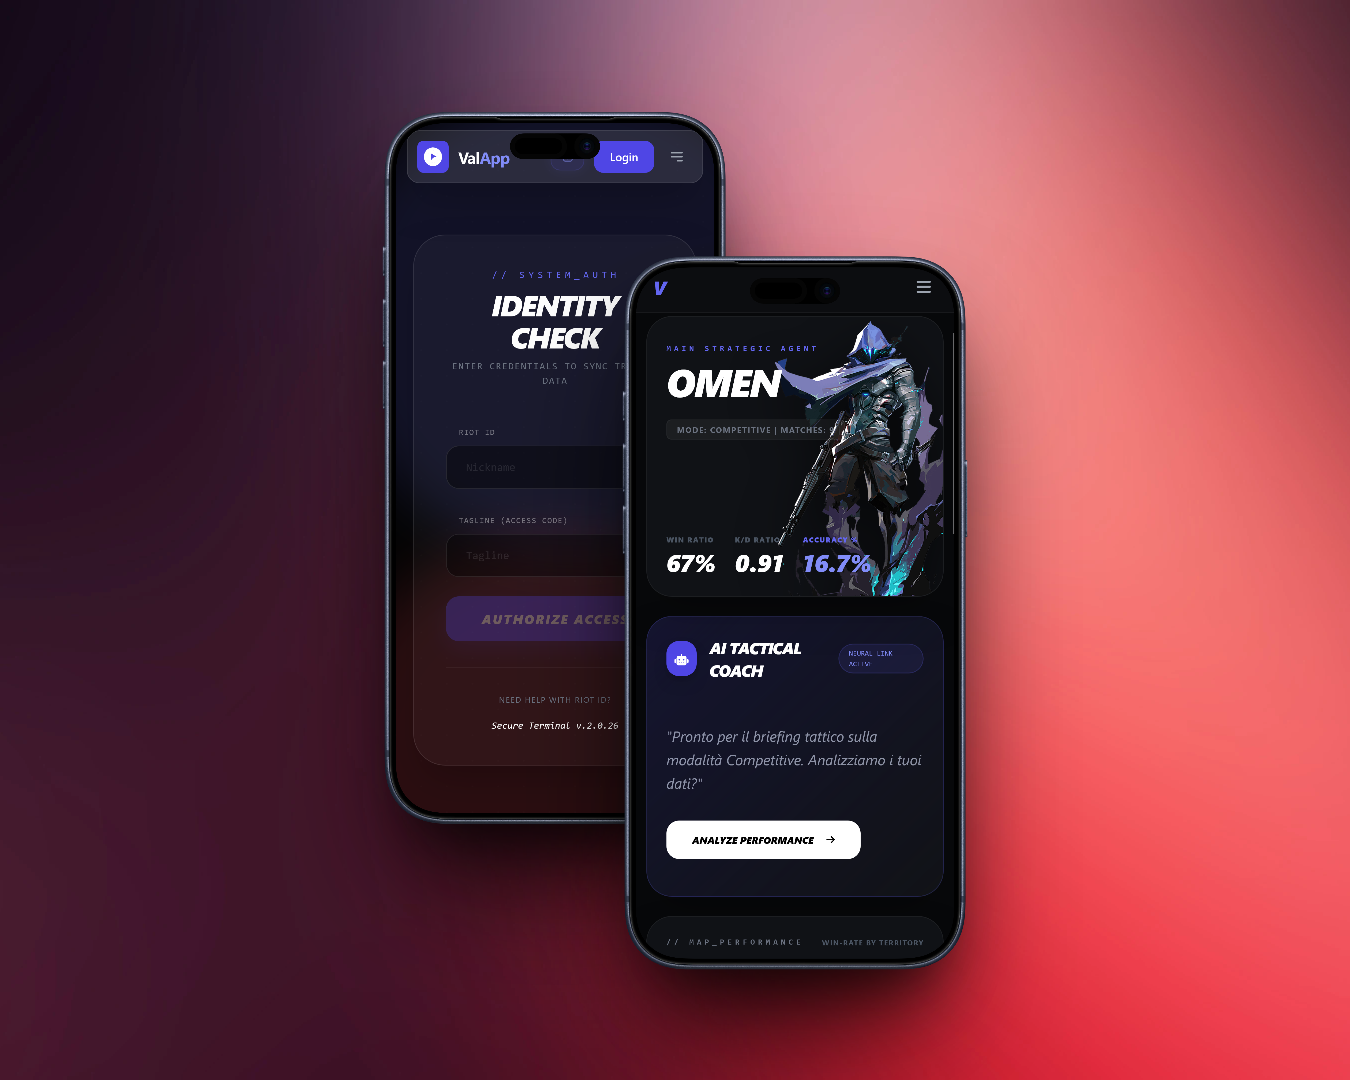 ValApp
Login
// SYSTEM_AUTH
IDENTITY
CHECK
ENTER CREDENTIALS TO SYNC
DATA
RIOT ID
Nickname
TAGLINE (ACCESS CODE)
Tagline
AUTHORIZE ACCESS
NEED HELP WITH RIOT ID?
Secure Terminal v.2.0.26
V
MAIN STRATEGIC AGENT
OMEN
MODE: COMPETITIVE | MATCHES:
WIN RATIO K/D RATIO ACCURACY
67% 0.91 16.7%
AI TACTICAL
COACH
NEURAL LINK
ACTIVE
"Pronto per il briefing tattico sulla
modalità Competitive. Analizziamo i tuoi
dati?"
ANALYZE PERFORMANCE →
// MAP_PERFORMANCE WIN-RATE BY TERRITORY